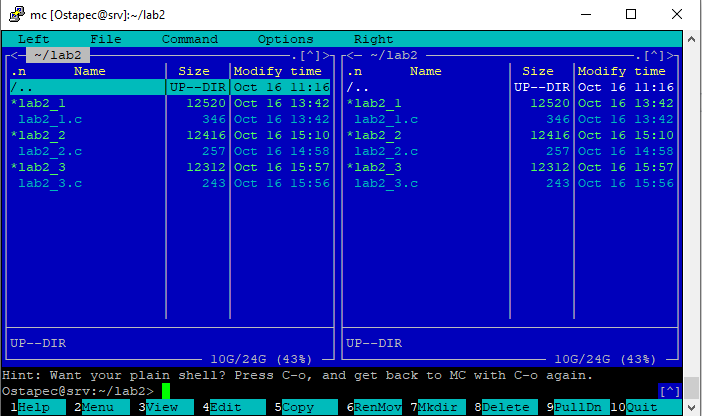 mc [Ostapec@srv]:~/lab2
Left File Command Options Right
┌<─ ~/lab2 ─.[^]>┐┌<─ ~/lab2 ─.[^]>┐
.n Name │ Size │Modify time .n Name │ Size │Modify time
/.. │UP--DIR│Oct 16 11:16 /.. │UP--DIR│Oct 16 11:16
*lab2_1 │ 12520│Oct 16 13:42 *lab2_1 │ 12520│Oct 16 13:42
lab2_1.c │ 346│Oct 16 13:42 lab2_1.c │ 346│Oct 16 13:42
*lab2_2 │ 12416│Oct 16 15:10 *lab2_2 │ 12416│Oct 16 15:10
lab2_2.c │ 257│Oct 16 14:58 lab2_2.c │ 257│Oct 16 14:58
*lab2_3 │ 12312│Oct 16 15:57 *lab2_3 │ 12312│Oct 16 15:57
lab2_3.c │ 243│Oct 16 15:56 lab2_3.c │ 243│Oct 16 15:56
UP--DIR UP--DIR
10G/24G (43%) 10G/24G (43%)
Hint: Want your plain shell? Press C-o, and get back to MC with C-o again.
Ostapec@srv:~/lab2> [^]
1Help 2Menu 3View 4Edit 5Copy 6RenMov 7Mkdir 8Delete 9PullDn 10Quit